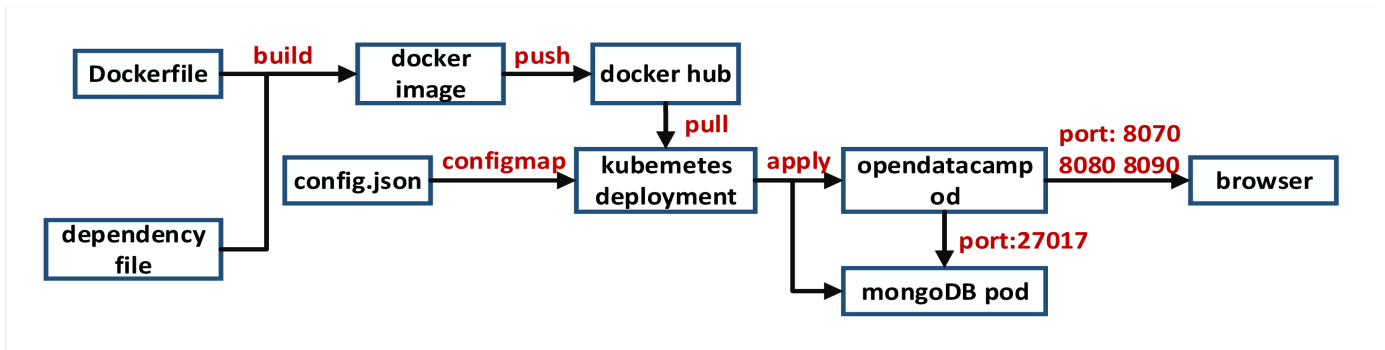 Dockerfile
build
docker
image
push
docker hub
pull
dependency
file
config.json
configmap
kubemetes
deployment
apply
opendatacamp
od
port: 8070
8080 8090
browser
port:27017
mongoDB pod